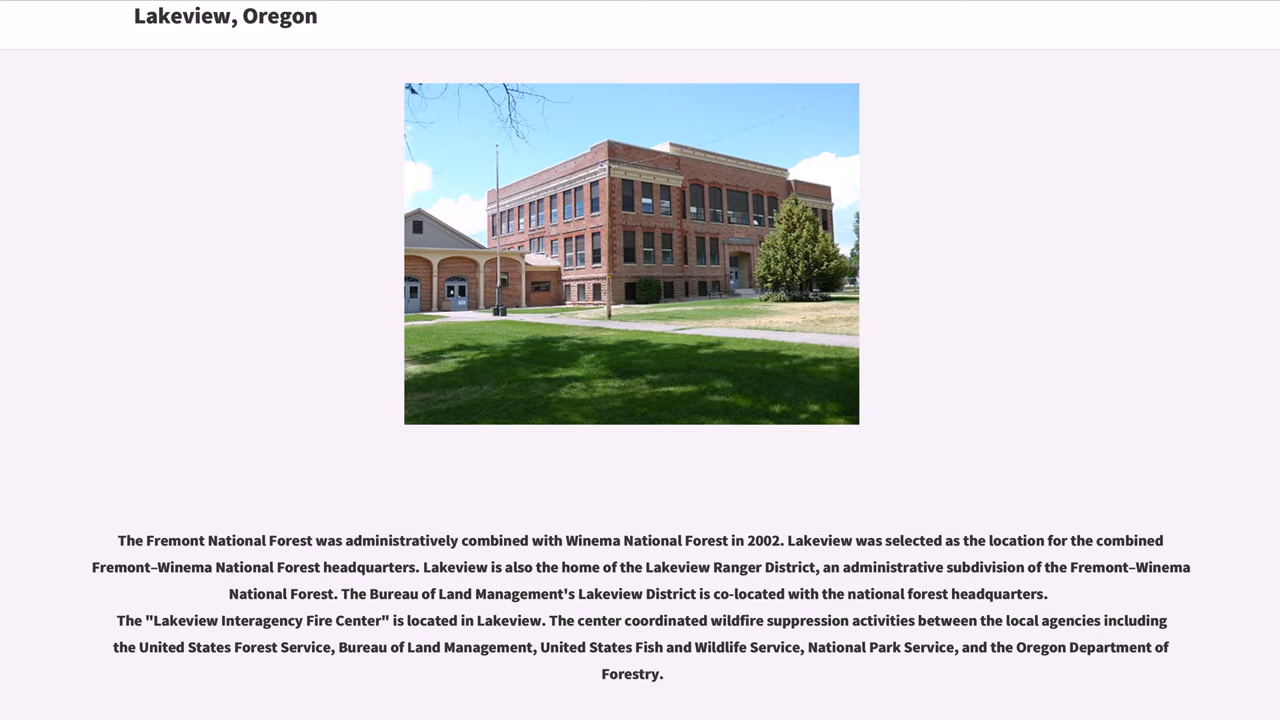 Lakeview, Oregon
The Fremont National Forest was administratively combined with Winema National Forest in 2002. Lakeview was selected as the location for the combined
Fremont–Winema National Forest headquarters. Lakeview is also the home of the Lakeview Ranger District, an administrative subdivision of the Fremont–Winema
National Forest. The Bureau of Land Management's Lakeview District is co-located with the national forest headquarters.
The "Lakeview Interagency Fire Center" is located in Lakeview. The center coordinated wildfire suppression activities between the local agencies including
the United States Forest Service, Bureau of Land Management, United States Fish and Wildlife Service, National Park Service, and the Oregon Department of
Forestry.